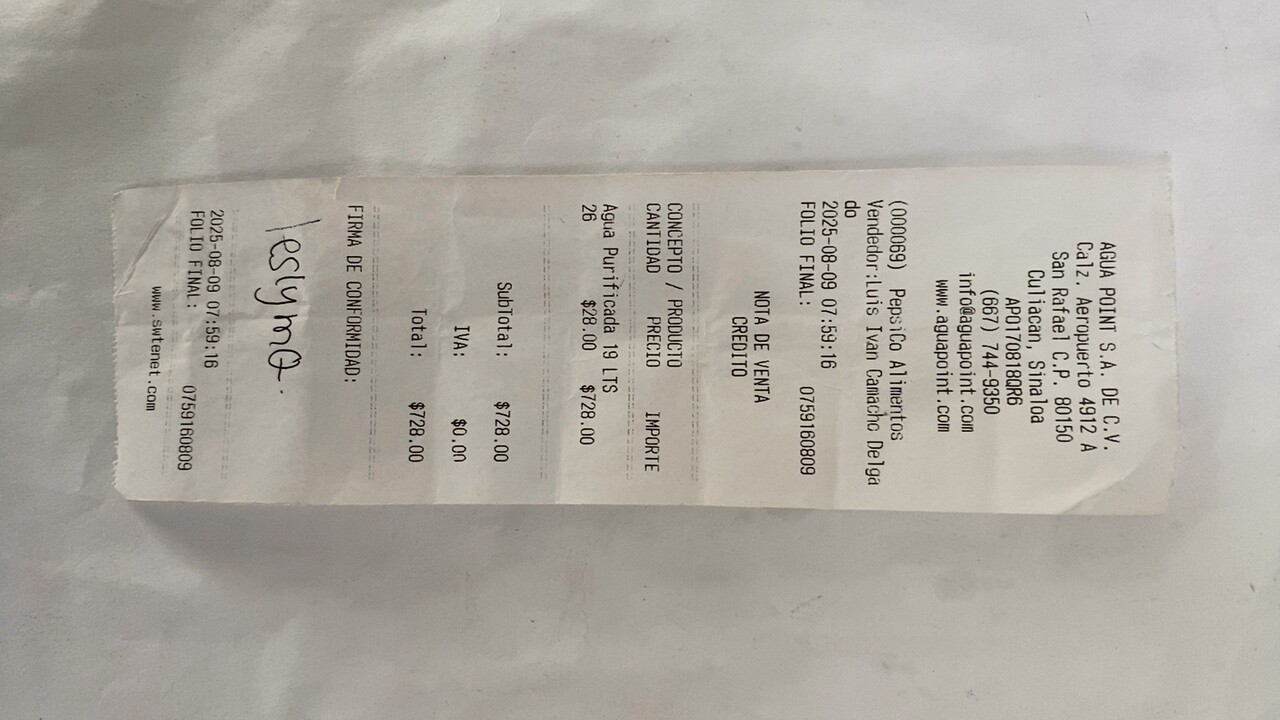 AGUA POINT S.A. DE C.V.
Calz. Aeropuerto 4912 A
San Rafael C.P. 80150
Culiacan, Sinaloa
APO170818QR6
(667) 744-9350
info@aguapoint.com
www.aguapoint.com
(000069) PepsiCo Alimentos
Vendedor:Luis Ivan Camacho Delga
do
2025-08-09 07:59:16
FOLIO FINAL: 0759160809
NOTA DE VENTA
CREDITO
CONCEPTO / PRODUCTO
CANTIDAD PRECIO IMPORTE
Agua Purificada 19 LTS
26 $28.00 $728.00
SubTotal: $728.00
IVA: $0.00
Total: $728.00
FIRMA DE CONFORMIDAD:
leslyma.
2025-08-09 07:59:16
FOLIO FINAL: 0759160809
www.swtenet.com